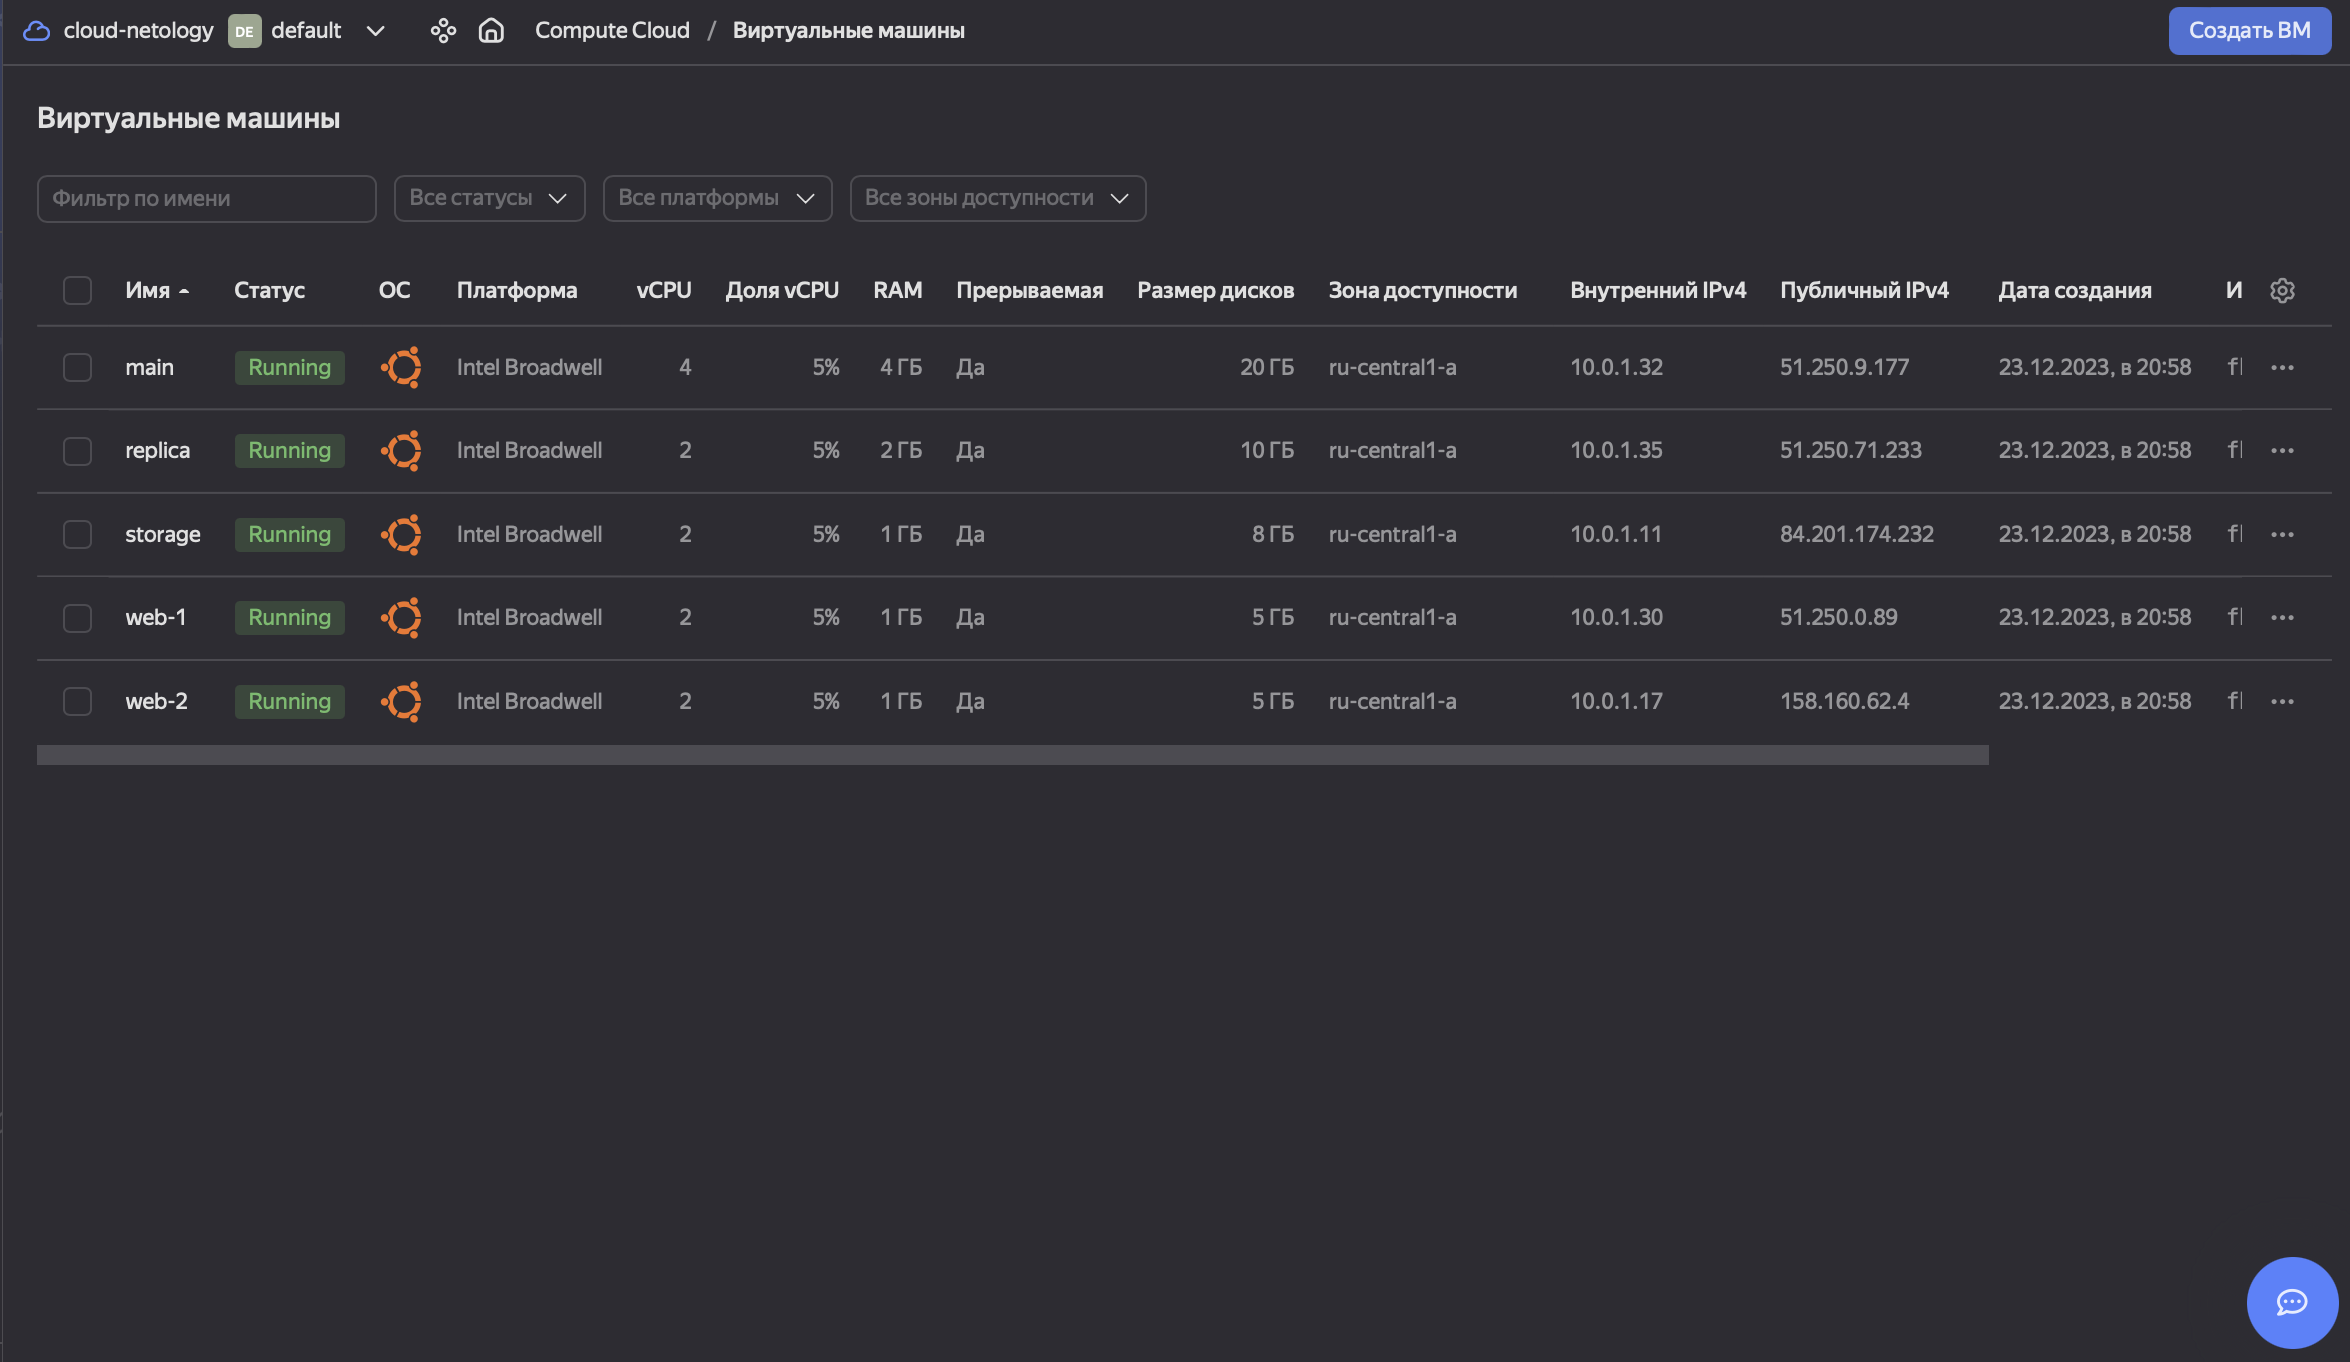 cloud-netology DE default Compute Cloud / Виртуальные машины Создать ВМ
Виртуальные машины
Фильтр по имени Все статусы Все платформы Все зоны доступности
Имя Статус ОС Платформа vCPU Доля vCPU RAM Прерываемая Размер дисков Зона доступности Внутренний IPv4 Публичный IPv4 Дата создания И
main Running Intel Broadwell 4 5% 4 ГБ Да 20 ГБ ru-central1-a 10.0.1.32 51.250.9.177 23.12.2023, в 20:58 fl
replica Running Intel Broadwell 2 5% 2 ГБ Да 10 ГБ ru-central1-a 10.0.1.35 51.250.71.233 23.12.2023, в 20:58 fl
storage Running Intel Broadwell 2 5% 1 ГБ Да 8 ГБ ru-central1-a 10.0.1.11 84.201.174.232 23.12.2023, в 20:58 fl
web-1 Running Intel Broadwell 2 5% 1 ГБ Да 5 ГБ ru-central1-a 10.0.1.30 51.250.0.89 23.12.2023, в 20:58 fl
web-2 Running Intel Broadwell 2 5% 1 ГБ Да 5 ГБ ru-central1-a 10.0.1.17 158.160.62.4 23.12.2023, в 20:58 fl